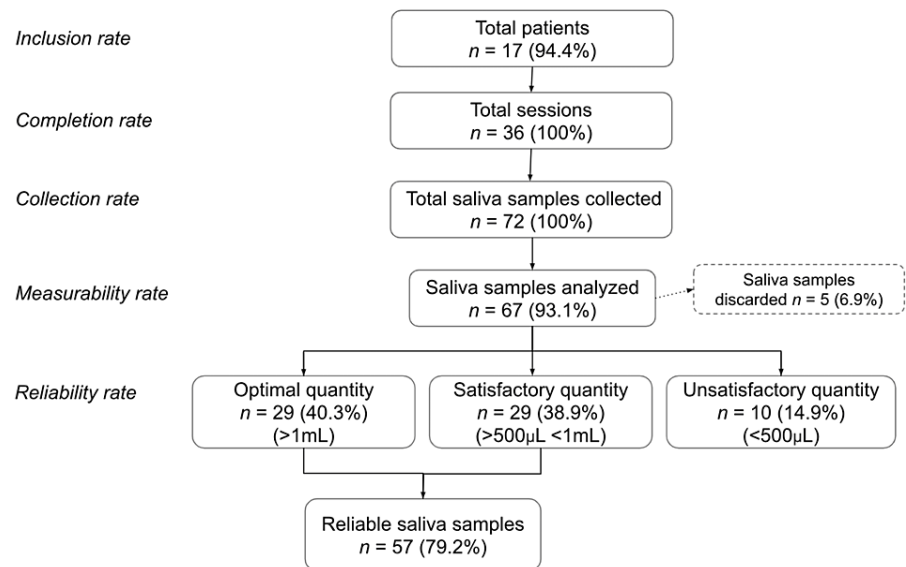 Inclusion rate
Total patients
n = 17 (94.4%)
Completion rate
Total sessions
n = 36 (100%)
Collection rate
Total saliva samples collected
n = 72 (100%)
Measurability rate
Saliva samples analyzed
n = 67 (93.1%)
Saliva samples
discarded n = 5 (6.9%)
Reliability rate
Optimal quantity
n = 29 (40.3%)
(>1mL)
Satisfactory quantity
n = 29 (38.9%)
(>500µL <1mL)
Unsatisfactory quantity
n = 10 (14.9%)
(<500µL)
Reliable saliva samples
n = 57 (79.2%)